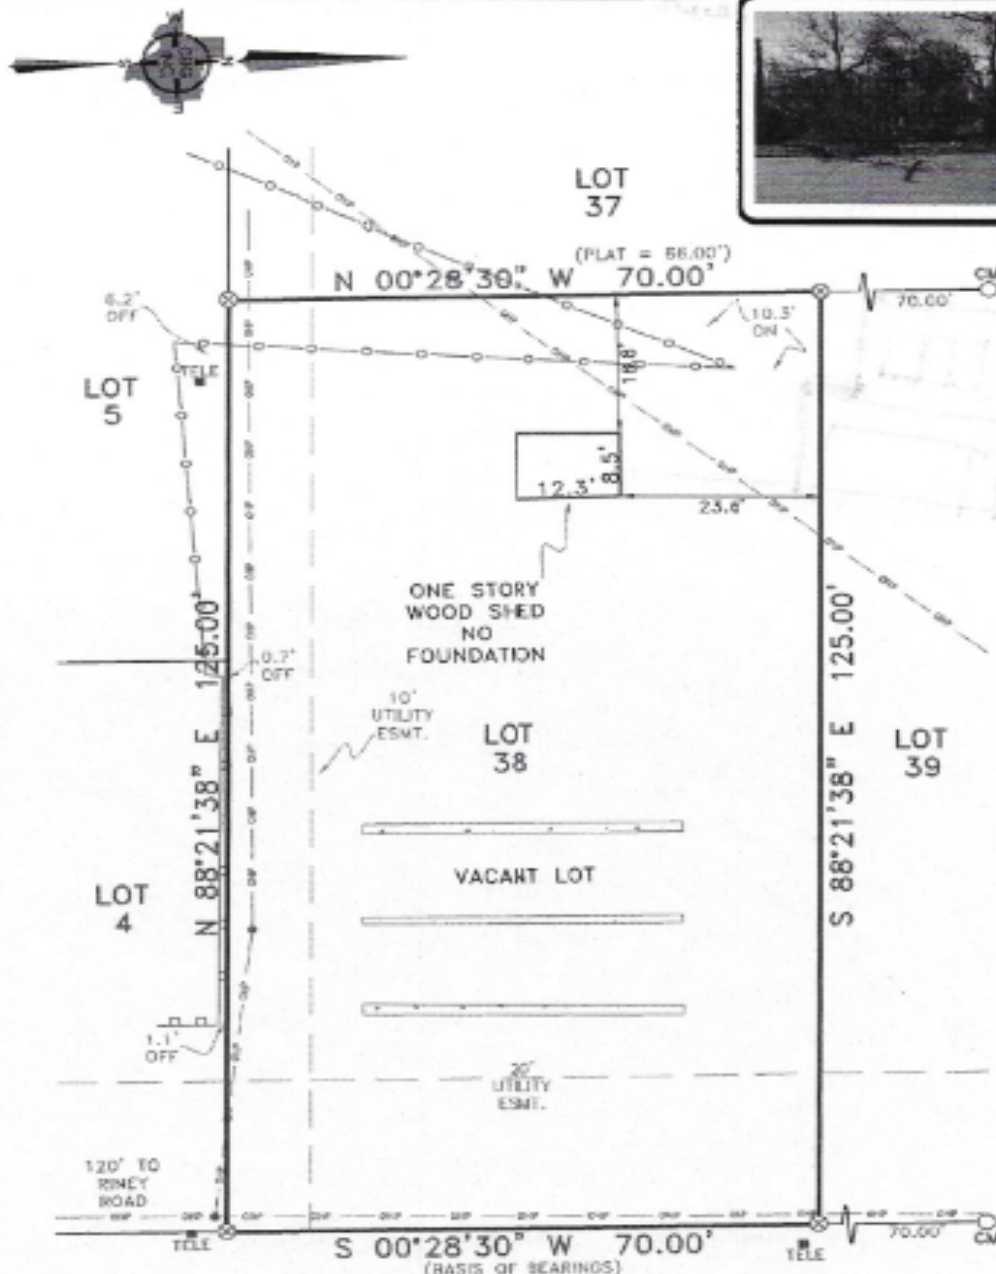 S
N
LOT
37
(PLAT = 66.00')
N 00°28'30" W 70.00'
CM
70.00'
6.2'
OFF
10.3'
ON
TELE
LOT
5
18.8'
8.5'
12.3'
23.6'
ONE STORY
WOOD SHED
NO
FOUNDATION
N 88°21'38" E 125.00'
S 88°21'38" E 125.00'
0.7'
OFF
10'
UTILITY
ESMT.
LOT
38
LOT
39
VACANT LOT
LOT
4
1.1'
OFF
20'
UTILITY
ESMT.
120' TO
RINEY
ROAD
TELE
S 00°28'30" W 70.00'
(BASIS OF BEARINGS)
TELE
70.00'
CM